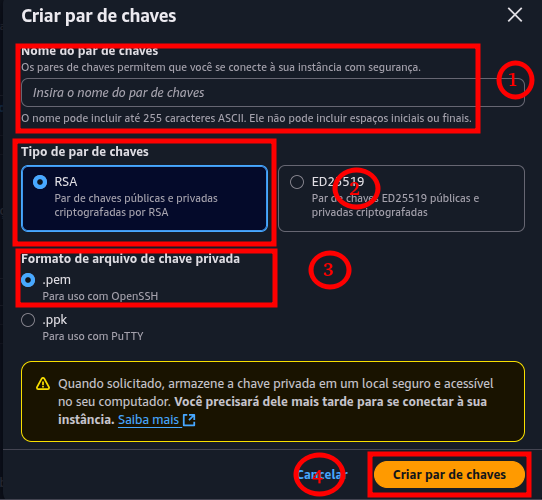 Criar par de chaves
Nome do par de chaves
Os pares de chaves permitem que você se conecte à sua instância com segurança.
Insira o nome do par de chaves
1
O nome pode incluir até 255 caracteres ASCII. Ele não pode incluir espaços iniciais ou finais.
Tipo de par de chaves
RSA
Par de chaves públicas e privadas
criptografadas por RSA
ED25519
Par de chaves ED25519 públicas e
privadas criptografadas
2
Formato de arquivo de chave privada
.pem
Para uso com OpenSSH
3
.ppk
Para uso com PuTTY
Quando solicitado, armazene a chave privada em um local seguro e acessível
no seu computador. Você precisará dele mais tarde para se conectar à sua
instância. Saiba mais
Cancelar
4
Criar par de chaves